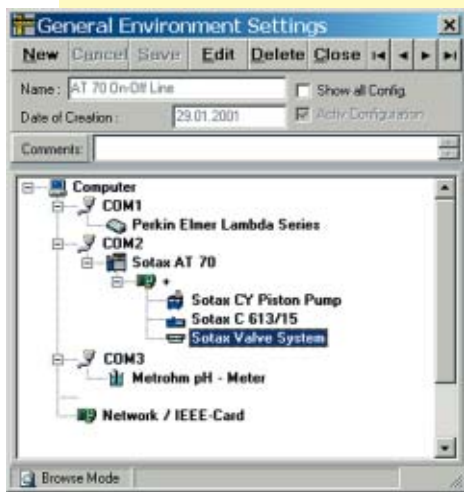 General Environment Settings
New Cancel Save Edit Delete Close
Name : AT 70 On-Off Line Show all Config.
Date of Creation : 29.01.2001 Activ Configuration
Comments:
Computer
COM1
Perkin Elmer Lambda Series
COM2
Sotax AT 70
+
Sotax CY Piston Pump
Sotax C 613/15
Sotax Valve System
COM3
Metrohm pH - Meter
Network / IEEE-Card
Browse Mode